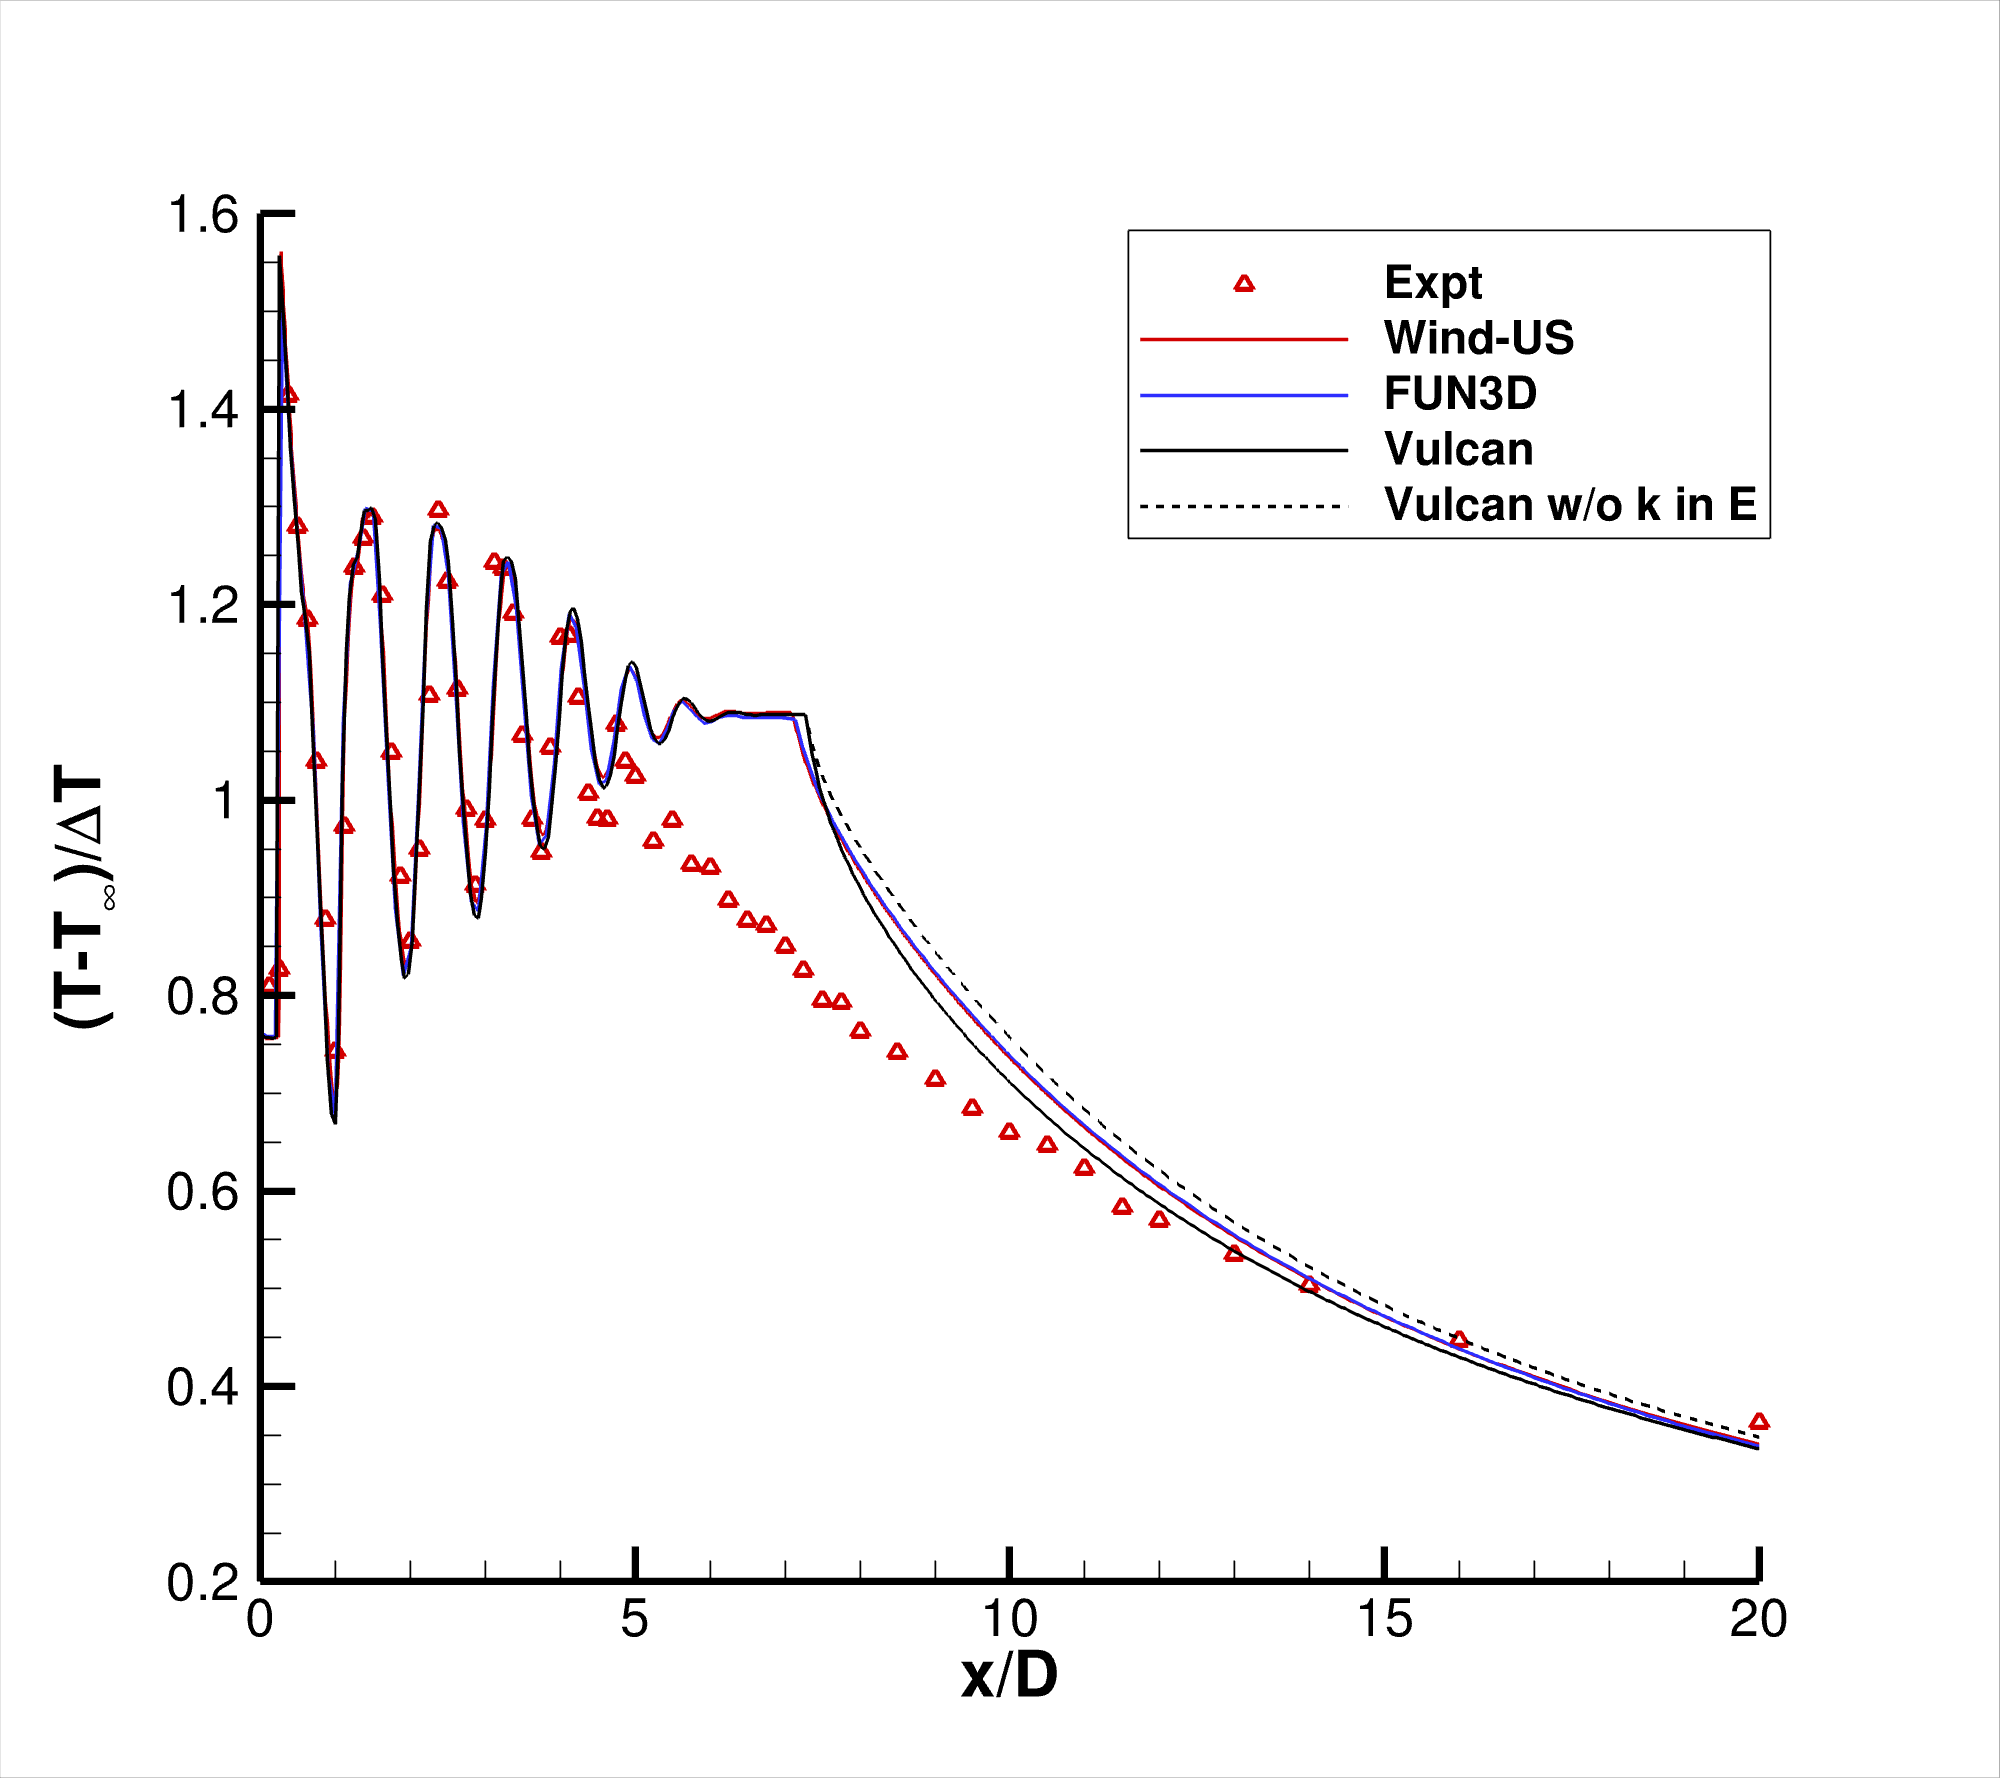 1.6
1.4
1.2
1
0.8
0.6
0.4
0.2
(T-T∞)/ΔT
0 5 10 15 20
x/D
Expt
Wind-US
FUN3D
Vulcan
Vulcan w/o k in E